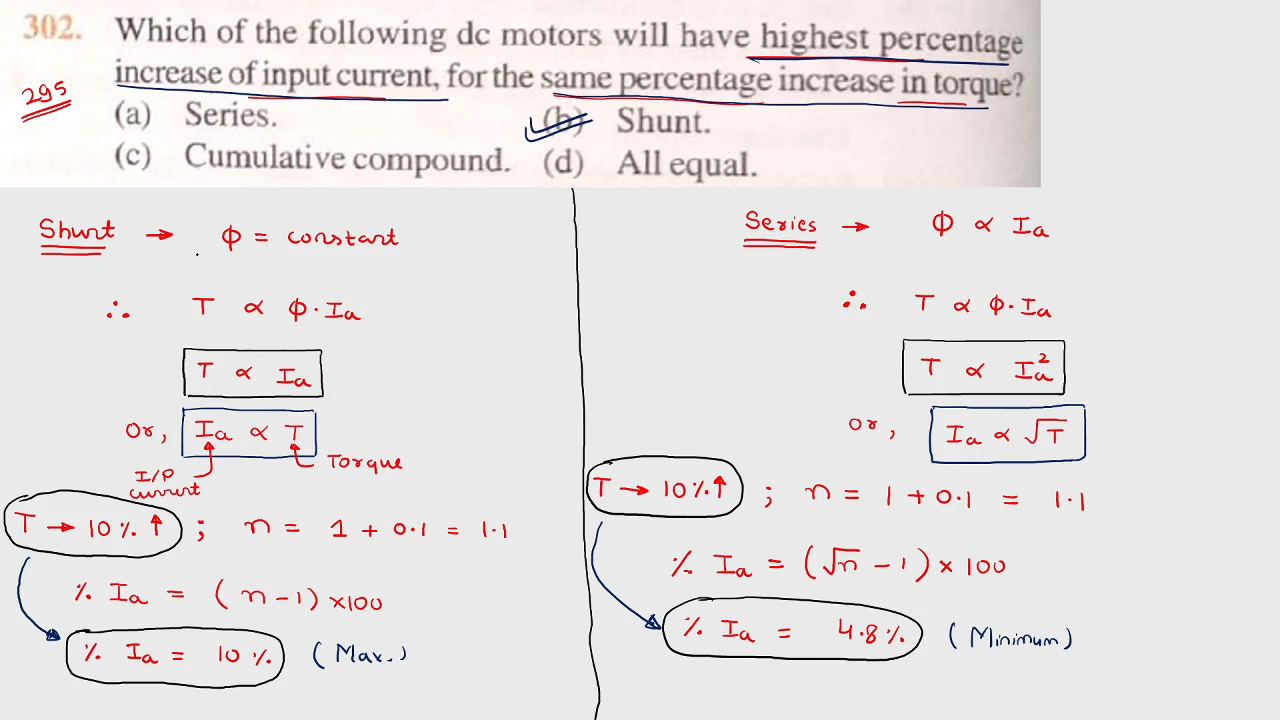 302. Which of the following dc motors will have highest percentage
increase of input current, for the same percentage increase in torque?
295
(a) Series. (b) Shunt.
(c) Cumulative compound. (d) All equal.
Shunt → ϕ = constant
∴ T ∝ ϕ · Ia
T ∝ Ia
Or, Ia ∝ T
I/P current
Torque
T → 10 %. ↑ ; n = 1 + 0.1 = 1.1
% Ia = (n - 1) × 100
% Ia = 10 %. (Max.)
Series → ϕ ∝ Ia
∴ T ∝ ϕ · Ia
T ∝ Ia²
or, Ia ∝ √T
T → 10 %. ↑ ; n = 1 + 0.1 = 1.1
% Ia = (√n - 1) × 100
% Ia = 4.8 %. (Minimum)